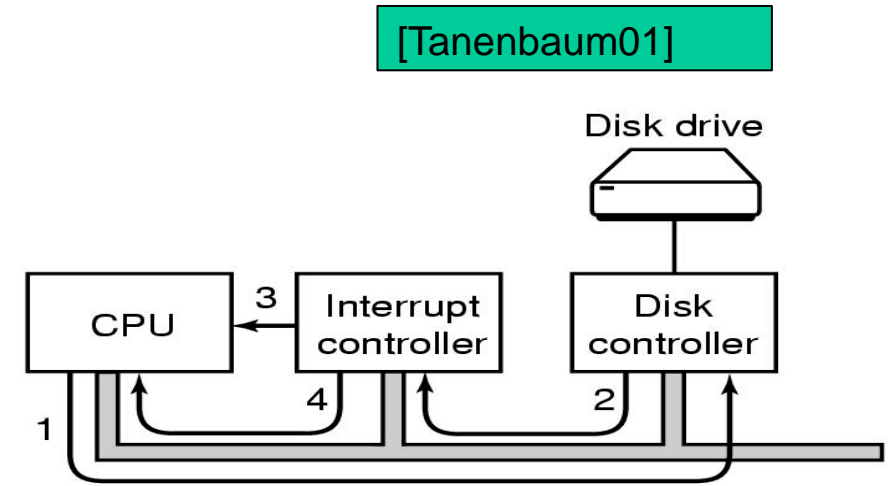 [Tanenbaum01]
Disk drive
CPU
3
Interrupt
controller
Disk
controller
1
4
2